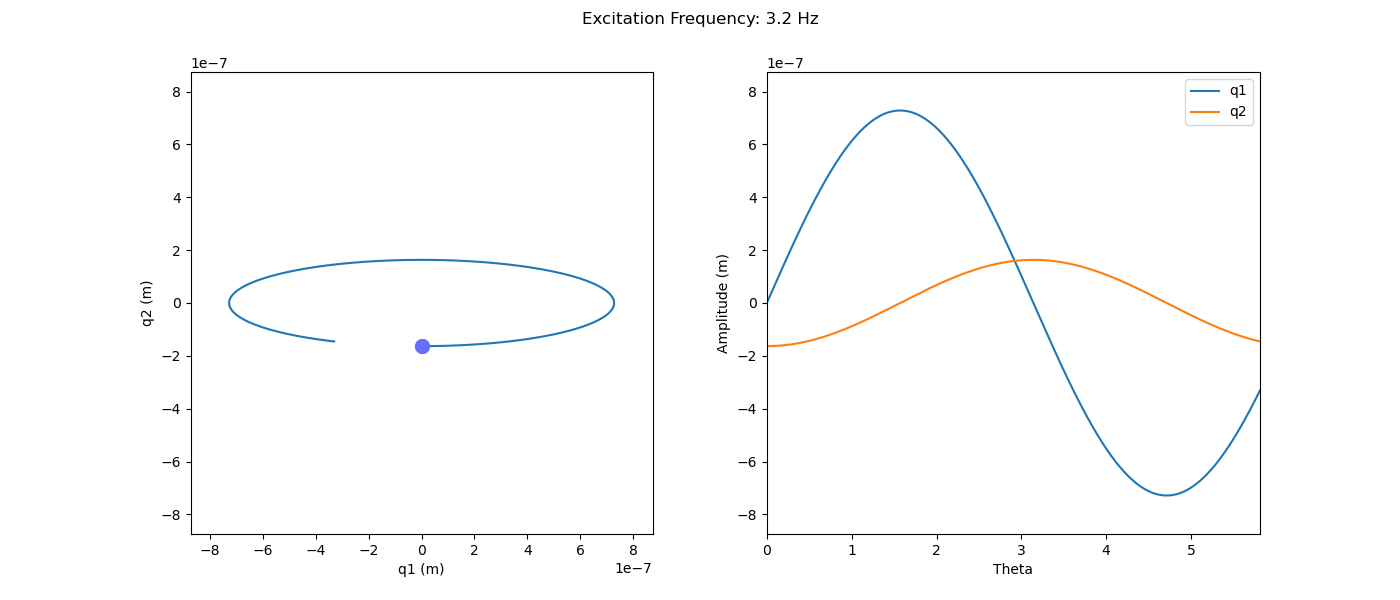 Excitation Frequency: 3.2 Hz
1e−7
8
6
4
2
0
−2
−4
−6
−8
q2 (m)
−8 −6 −4 −2 0 2 4 6 8
q1 (m)
1e−7
1e−7
q1
q2
8
6
4
2
0
−2
−4
−6
−8
Amplitude (m)
0 1 2 3 4 5
Theta